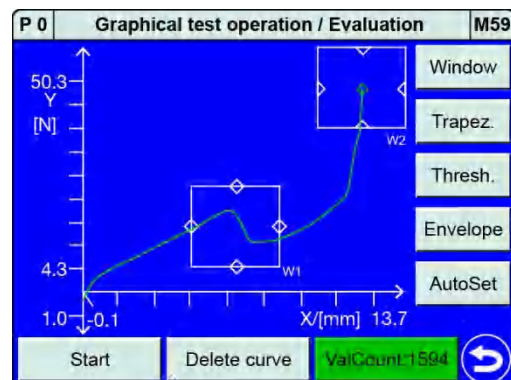 P 0 Graphical test operation / Evaluation M59
50.3
Y
[N]
4.3
1.0
-0.1
X/[mm] 13.7
W1
W2
Window
Trapez.
Thresh.
Envelope
AutoSet
Start
Delete curve
ValCount:1594